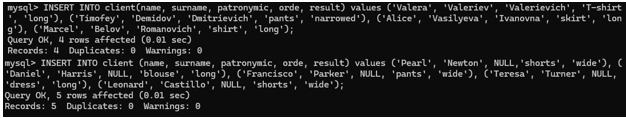 mysql> INSERT INTO client(name, surname, patronymic, orde, result) values ('Valera', 'Valeriev', 'Valerievich', 'T-shirt
', 'long'), ('Timofey', 'Demidov', 'Dmitrievich', 'pants', 'narrowed'), ('Alice', 'Vasilyeva', 'Ivanovna', 'skirt', 'lon
g'), ('Marcel', 'Belov', 'Romanovich', 'shirt', 'long');
Query OK, 4 rows affected (0.01 sec)
Records: 4  Duplicates: 0  Warnings: 0
mysql> INSERT INTO client (name, surname, patronymic, orde, result) values ('Pearl', 'Newton', NULL,'shorts', 'wide'), (
'Daniel', 'Harris', NULL, 'blouse', 'long'), ('Francisco', 'Parker', NULL, 'pants', 'wide'), ('Teresa', 'Turner', NULL,
'dress', 'long'), ('Leonard', 'Castillo', NULL, 'shorts', 'wide');
Query OK, 5 rows affected (0.01 sec)
Records: 5  Duplicates: 0  Warnings: 0